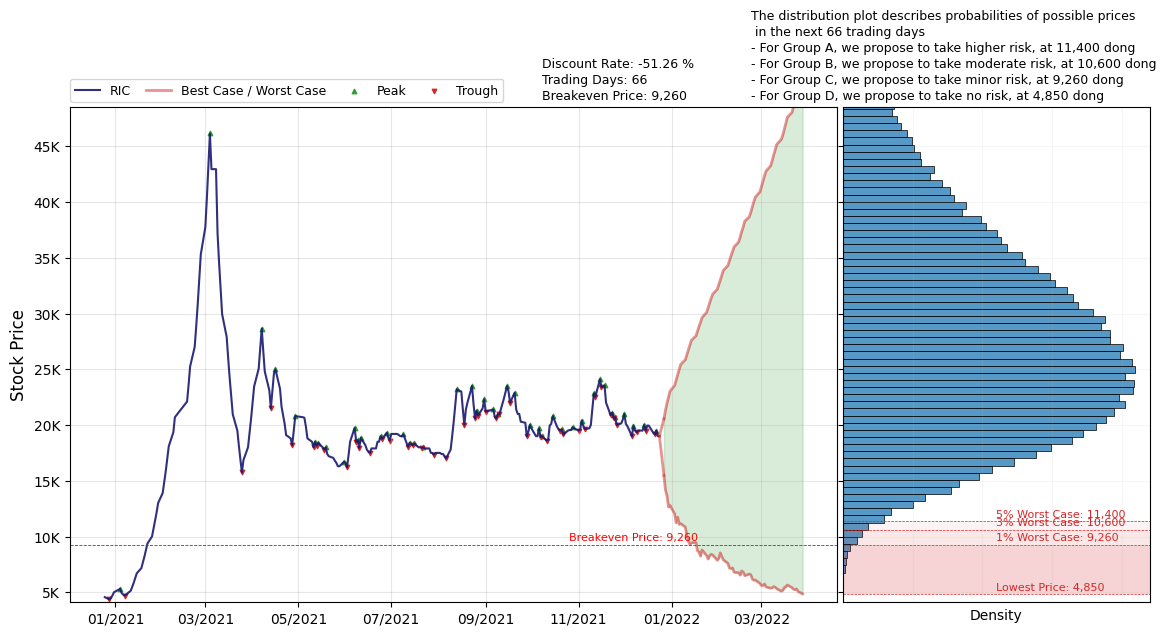 The distribution plot describes probabilities of possible prices
in the next 66 trading days
- For Group A, we propose to take higher risk, at 11,400 dong
- For Group B, we propose to take moderate risk, at 10,600 dong
- For Group C, we propose to take minor risk, at 9,260 dong
- For Group D, we propose to take no risk, at 4,850 dong
Discount Rate: -51.26 %
Trading Days: 66
Breakeven Price: 9,260
RIC
Best Case / Worst Case
Peak
Trough
Stock Price
45K
40K
35K
30K
25K
20K
15K
10K
5K
Breakeven Price: 9,260
5% Worst Case: 11,400
3% Worst Case: 10,600
1% Worst Case: 9,260
Lowest Price: 4,850
01/2021
03/2021
05/2021
07/2021
09/2021
11/2021
01/2022
03/2022
Density